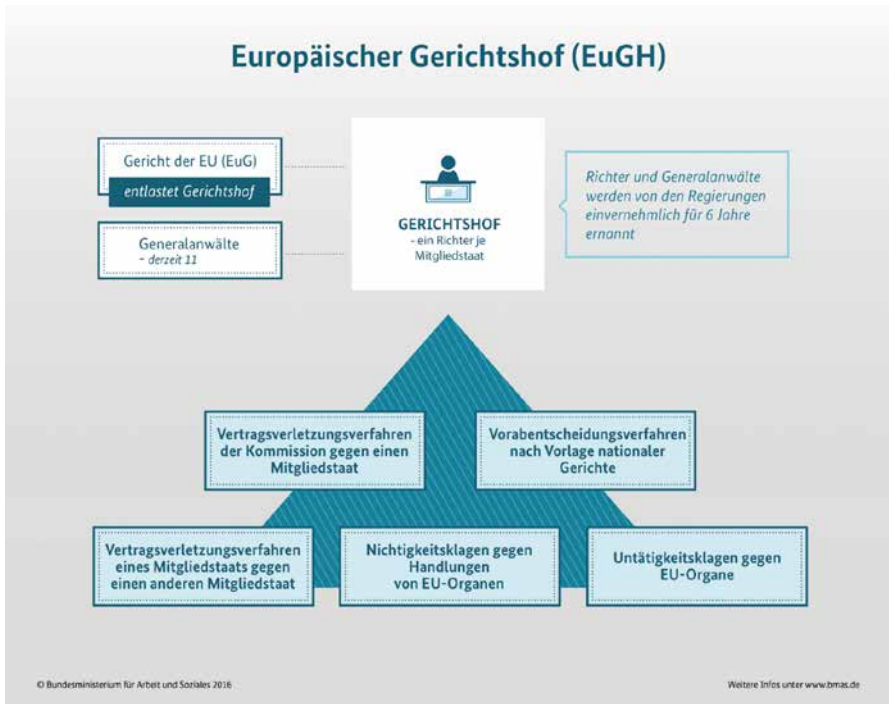 Europäischer Gerichtshof (EuGH)
Gericht der EU (EuG)
entlastet Gerichtshof
Generalanwälte
- derzeit 11
GERICHTSHOF
- ein Richter je
Mitgliedstaat
Richter und Generalanwälte
werden von den Regierungen
einvernehmlich für 6 Jahre
ernannt
Vertragsverletzungsverfahren
der Kommission gegen einen
Mitgliedstaat
Vorabentscheidungsverfahren
nach Vorlage nationaler
Gerichte
Vertragsverletzungsverfahren
eines Mitgliedstaats gegen
einen anderen Mitgliedstaat
Nichtigkeitsklagen gegen
Handlungen
von EU-Organen
Untätigkeitsklagen gegen
EU-Organe
© Bundesministerium für Arbeit und Soziales 2016
Weitere Infos unter www.bmas.de